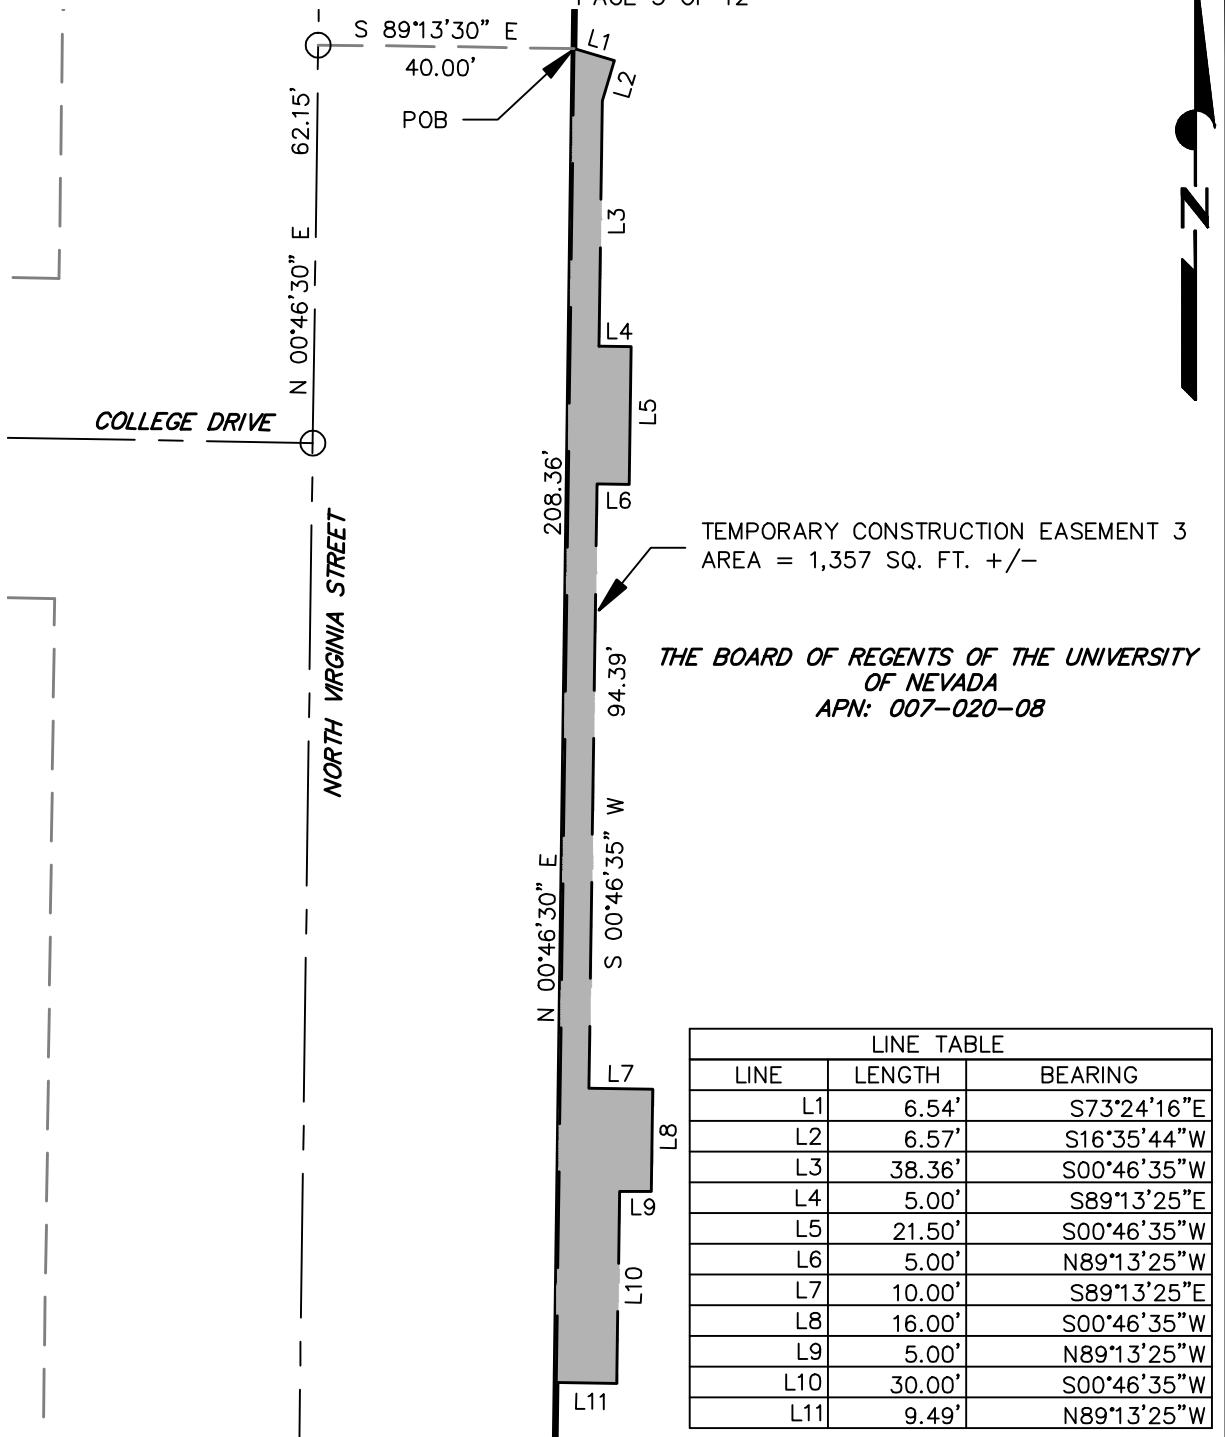 PAGE 5 OF 12
S 89°13'30" E
40.00'
L1
L2
POB
62.15'
N 00°46'30" E
L3
N
L4
L5
COLLEGE DRIVE
L6
208.36'
NORTH VIRGINIA STREET
TEMPORARY CONSTRUCTION EASEMENT 3
AREA = 1,357 SQ. FT. +/−
94.39'
THE BOARD OF REGENTS OF THE UNIVERSITY
OF NEVADA
APN: 007−020−08
S 00°46'35" W
N 00°46'30" E
L7
L8
L9
L10
L11
LINE TABLE
LINE LENGTH BEARING
L1 6.54' S73°24'16"E
L2 6.57' S16°35'44"W
L3 38.36' S00°46'35"W
L4 5.00' S89°13'25"E
L5 21.50' S00°46'35"W
L6 5.00' N89°13'25"W
L7 10.00' S89°13'25"E
L8 16.00' S00°46'35"W
L9 5.00' N89°13'25"W
L10 30.00' S00°46'35"W
L11 9.49' N89°13'25"W